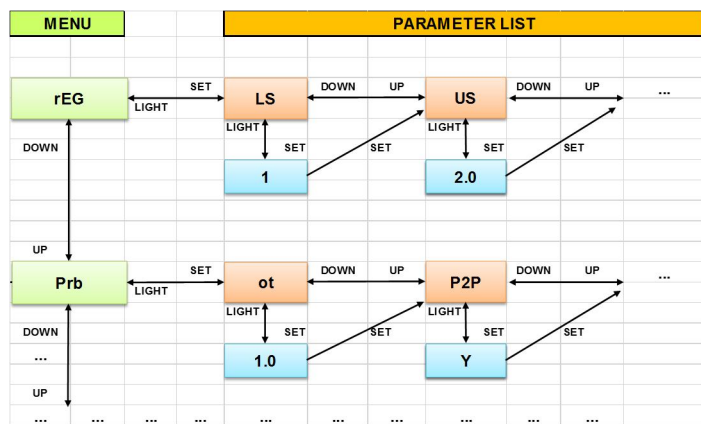 MENU PARAMETER LIST
SET DOWN UP DOWN UP
rEG LS US ...
LIGHT
DOWN LIGHT SET SET LIGHT SET SET
1 2.0
UP
SET DOWN UP DOWN UP
Prb ot P2P ...
LIGHT
LIGHT LIGHT
DOWN SET SET SET SET
... 1.0 Y
UP
... ... ... ... ... ... ... ... ...